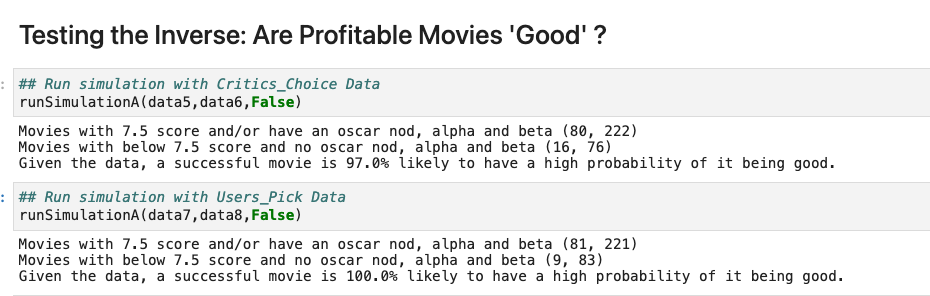 Testing the Inverse: Are Profitable Movies 'Good' ?
: ## Run simulation with Critics_Choice Data
runSimulationA(data5,data6,False)
Movies with 7.5 score and/or have an oscar nod, alpha and beta (80, 222)
Movies with below 7.5 score and no oscar nod, alpha and beta (16, 76)
Given the data, a successful movie is 97.0% likely to have a high probability of it being good.
: ## Run simulation with Users_Pick Data
runSimulationA(data7,data8,False)
Movies with 7.5 score and/or have an oscar nod, alpha and beta (81, 221)
Movies with below 7.5 score and no oscar nod, alpha and beta (9, 83)
Given the data, a successful movie is 100.0% likely to have a high probability of it being good.